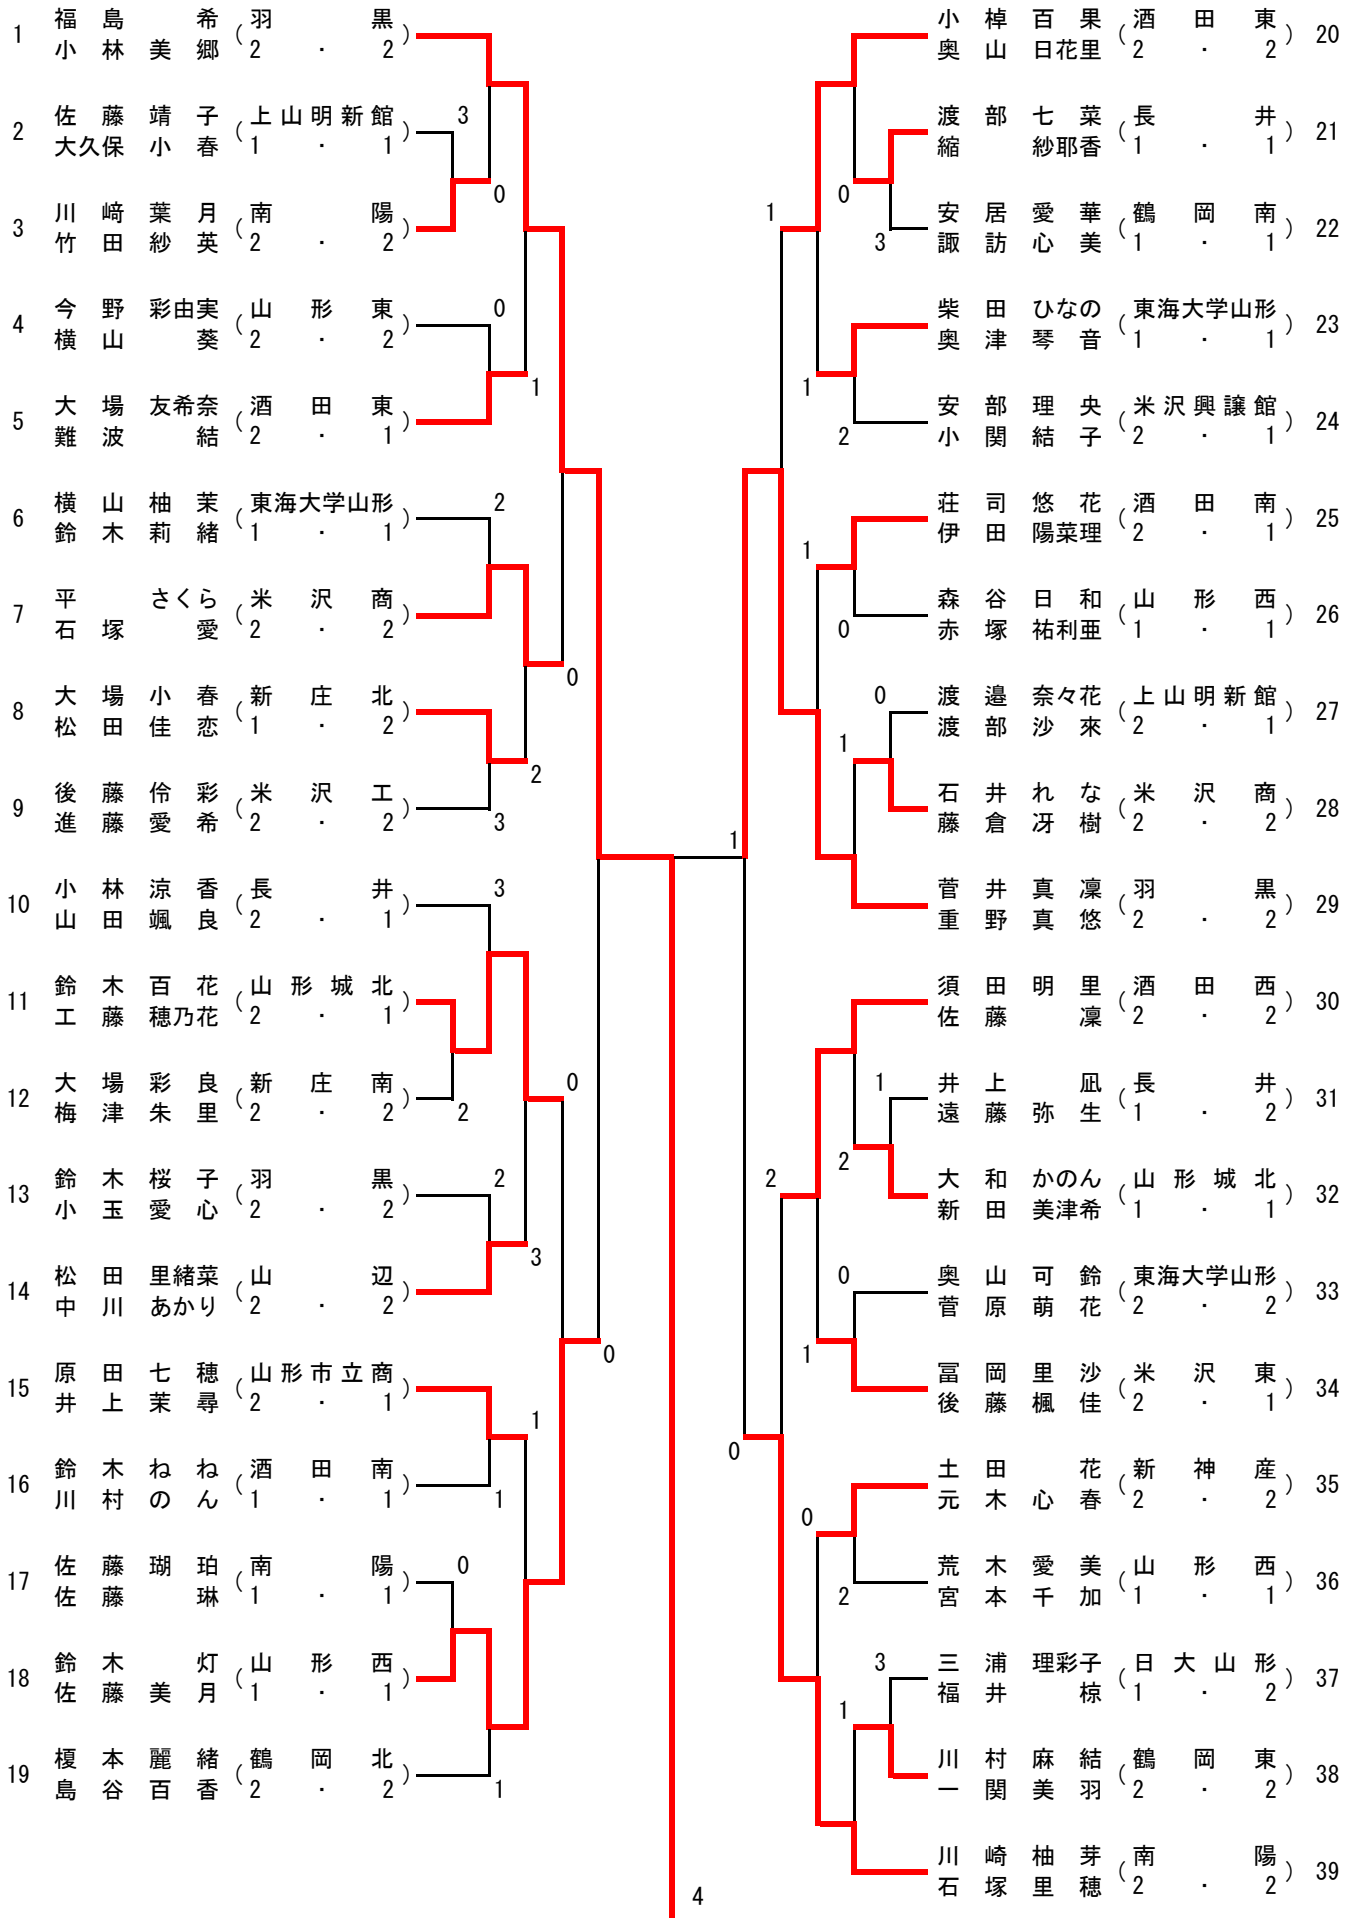 1 福島 希 (羽黒)
小林美郷 (2・2)
3
2 佐藤靖子 (上山明新館)
大久保小春 (1・1)
0
3 川﨑葉月 (南陽)
竹田紗英 (2・2)
0
4 今野彩由実 (山形東)
横山 葵 (2・2)
1
5 大場友希奈 (酒田東)
難波 結 (2・1)
2
6 横山柚茉 (東海大学山形)
鈴木莉緒 (1・1)
7 平 さくら (米沢商)
石塚 愛 (2・2)
0
8 大場小春 (新庄北)
松田佳恋 (1・2)
2
9 後藤伶彩 (米沢工)
進藤愛希 (2・2)
3
10 小林涼香 (長井)
山田颯良 (2・1)
3
11 鈴木百花 (山形城北)
工藤穂乃花 (2・1)
12 大場彩良 (新庄南)
梅津朱里 (2・2)
2
0
13 鈴木桜子 (羽黒)
小玉愛心 (2・2)
2
3
14 松田里緒菜 (山辺)
中川あかり (2・2)
0
15 原田七穂 (山形市立商)
井上茉尋 (2・1)
1
16 鈴木ねね (酒田南)
川村のん (1・1)
1
17 佐藤瑚珀 (南陽)
佐藤 琳 (1・1)
0
18 鈴木 灯 (山形西)
佐藤美月 (1・1)
19 榎本麗緒 (鶴岡北)
島谷百香 (2・2)
1
小棹百果 (酒田東) 20
奥山日花里 (2・2)
渡部七菜 (長井) 21
縮 紗耶香 (1・1)
0
1
安居愛華 (鶴岡南) 22
諏訪心美 (1・1)
3
柴田ひなの (東海大学山形) 23
奥津琴音 (1・1)
1
安部理央 (米沢興譲館) 24
小関結子 (2・1)
2
荘司悠花 (酒田南) 25
伊田陽菜理 (2・1)
1
森谷日和 (山形西) 26
赤塚祐利亜 (1・1)
0
渡邉奈々花 (上山明新館) 27
渡部沙來 (2・1)
0
1
石井れな (米沢商) 28
藤倉冴樹 (2・2)
1
菅井真凜 (羽黒) 29
重野真悠 (2・2)
須田明里 (酒田西) 30
佐藤 凜 (2・2)
井上 凪 (長井) 31
遠藤弥生 (1・2)
1
2
大和かのん (山形城北) 32
新田美津希 (1・1)
2
奥山可鈴 (東海大学山形) 33
菅原萌花 (2・2)
0
1
冨岡里沙 (米沢東) 34
後藤楓佳 (2・1)
0
土田 花 (新神産) 35
元木心春 (2・2)
0
荒木愛美 (山形西) 36
宮本千加 (1・1)
2
三浦理彩子 (日大山形) 37
福井 椋 (1・2)
3
1
川村麻結 (鶴岡東) 38
一関美羽 (2・2)
川崎柚芽 (南陽) 39
石塚里穂 (2・2)
4